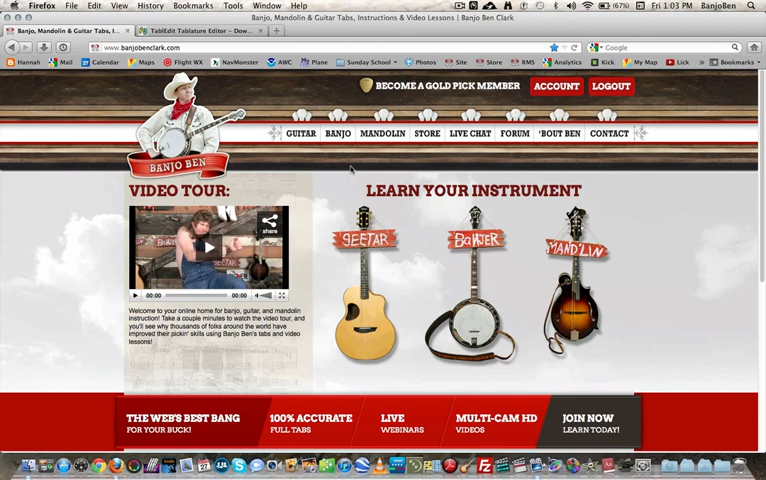 Firefox File Edit View History Bookmarks Tools Window Help (67%) Fri 1:03 PM BanjoBen
Banjo, Mandolin & Guitar Tabs, Instructions & Video Lessons | Banjo Ben Clark
Banjo, Mandolin & Guitar Tabs, I... TablEdit Tablature Editor – Dow...
www.banjobenclark.com Google
Hannah Mail Calendar Flight Aware YT NavMonster AWC Plane Sunday School Photos Site Store RMS Analytics Kick My Map Lick » Bookmarks
BECOME A GOLD PICK MEMBER ACCOUNT LOGOUT
GUITAR BANJO MANDOLIN STORE LIVE CHAT FORUM 'BOUT BEN CONTACT
BANJO BEN
VIDEO TOUR:
LEARN YOUR INSTRUMENT
share
GEETAR BANJER MAND'LIN
00:00 00:00
Welcome to your online home for banjo, guitar, and mandolin
instruction! Take a couple minutes to watch the video tour, and
you'll see why thousands of folks around the world have
improved their pickin' skills using Banjo Ben's tabs and video
lessons!
THE WEB'S BEST BANG
FOR YOUR BUCK!
100% ACCURATE
FULL TABS
LIVE
WEBINARS
MULTI-CAM HD
VIDEOS
JOIN NOW
LEARN TODAY!